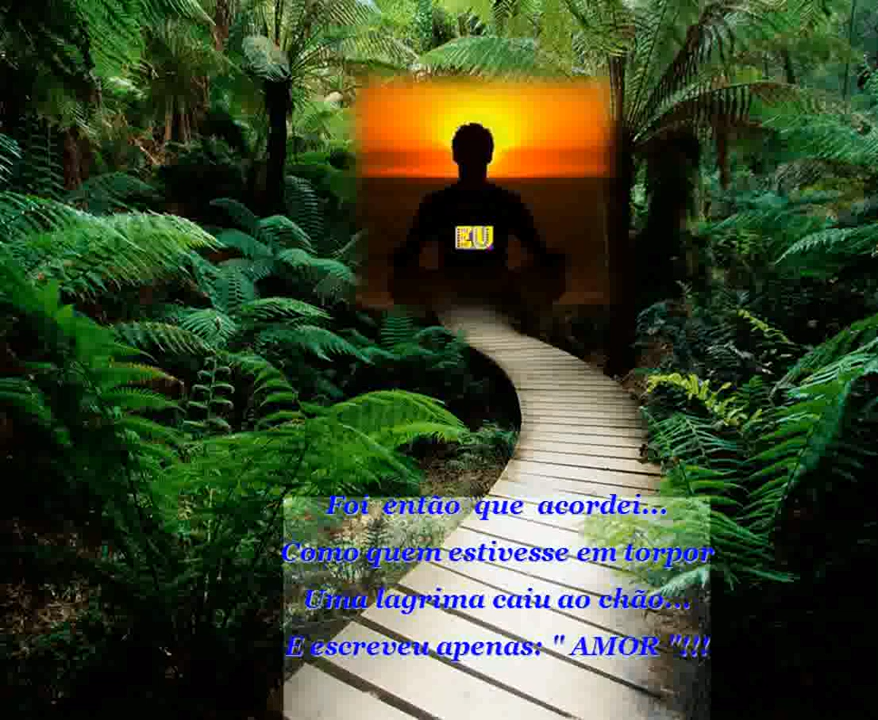 EU
Foi então que acordei...
Como quem estivesse em torpor
Uma lagrima caiu ao chão...
E escreveu apenas: " AMOR "!!!